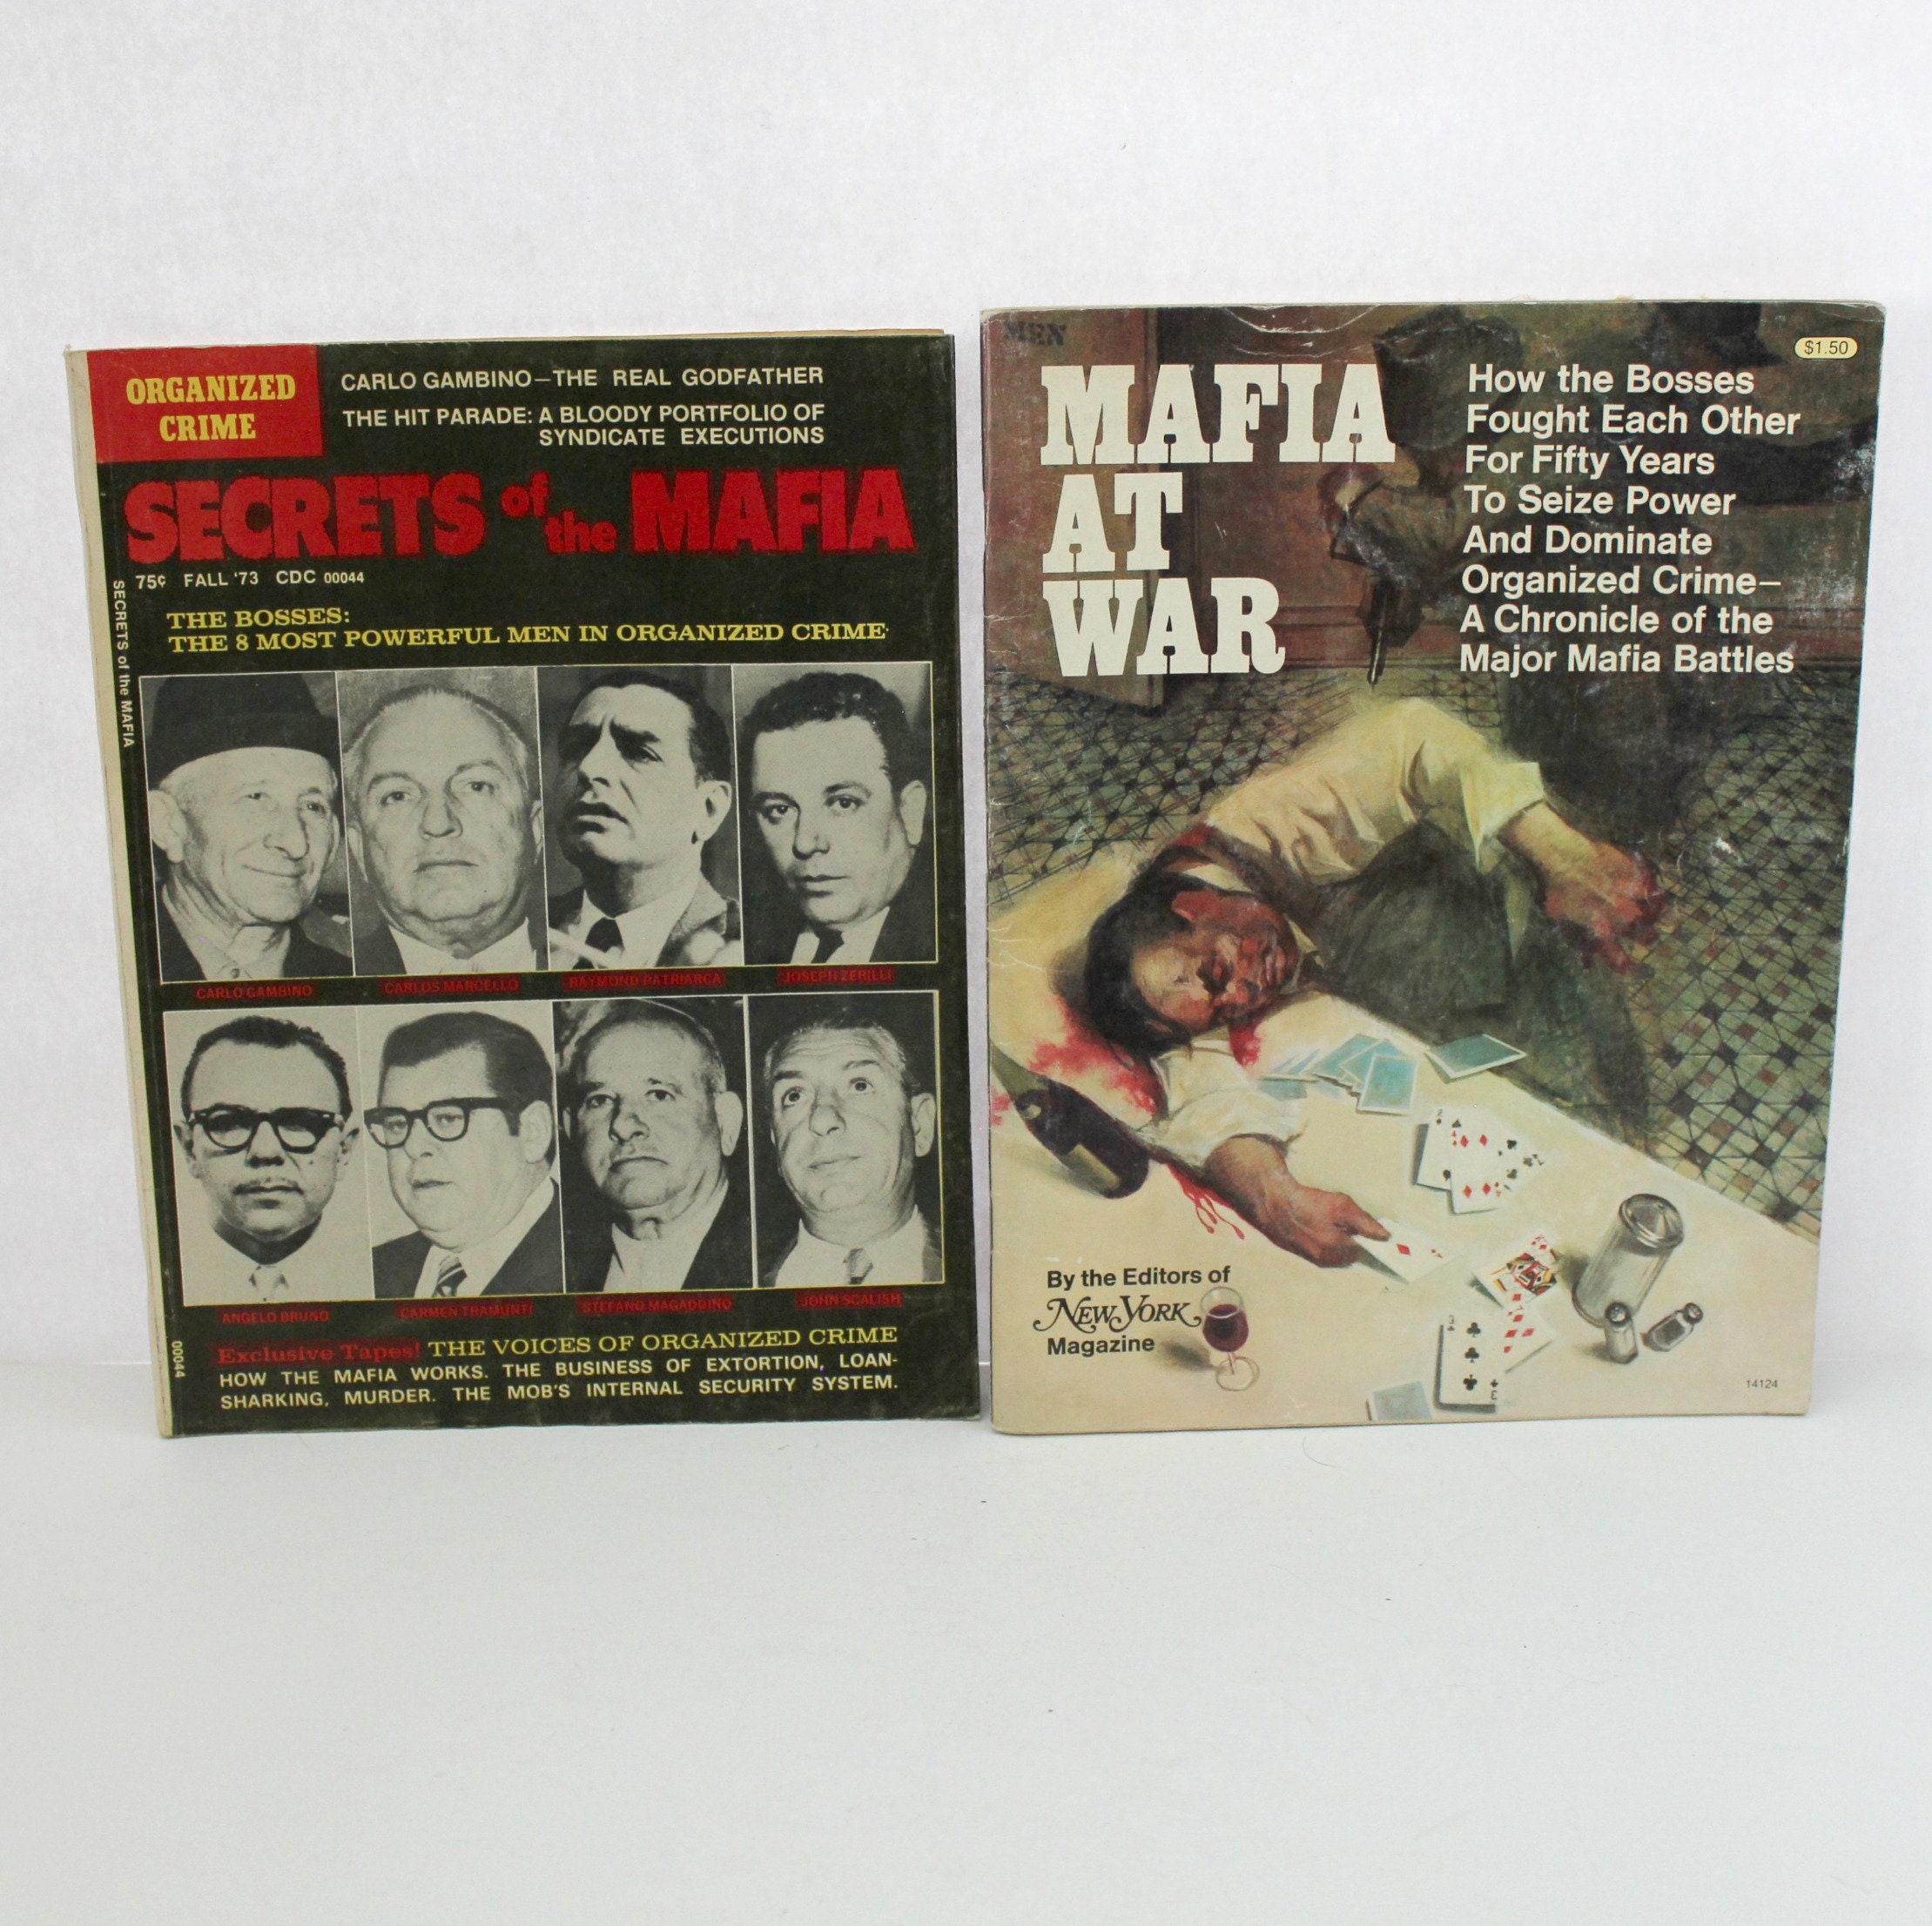 ORGANIZED
CRIME
CARLO GAMBINO—THE REAL GODFATHER
THE HIT PARADE: A BLOODY PORTFOLIO OF
SYNDICATE EXECUTIONS
SECRETS of the MAFIA
75¢ FALL '73 CDC 00044
THE BOSSES:
THE 8 MOST POWERFUL MEN IN ORGANIZED CRIME
CARLO GAMBINO
CARLOS MARCELLO
RAYMOND PATRIARCA
JOSEPH ZERILLI
ANGELO BRUNO
CARMEN TRAMUNTI
STEFANO MAGADDINO
JOHN SCALISH
Exclusive Tapes! THE VOICES OF ORGANIZED CRIME
HOW THE MAFIA WORKS. THE BUSINESS OF EXTORTION, LOAN-
SHARKING, MURDER. THE MOB'S INTERNAL SECURITY SYSTEM.
SECRETS of the MAFIA
00044
MEN
$1.50
MAFIA
AT
WAR
How the Bosses
Fought Each Other
For Fifty Years
To Seize Power
And Dominate
Organized Crime—
A Chronicle of the
Major Mafia Battles
By the Editors of
NEW YORK
Magazine
14124